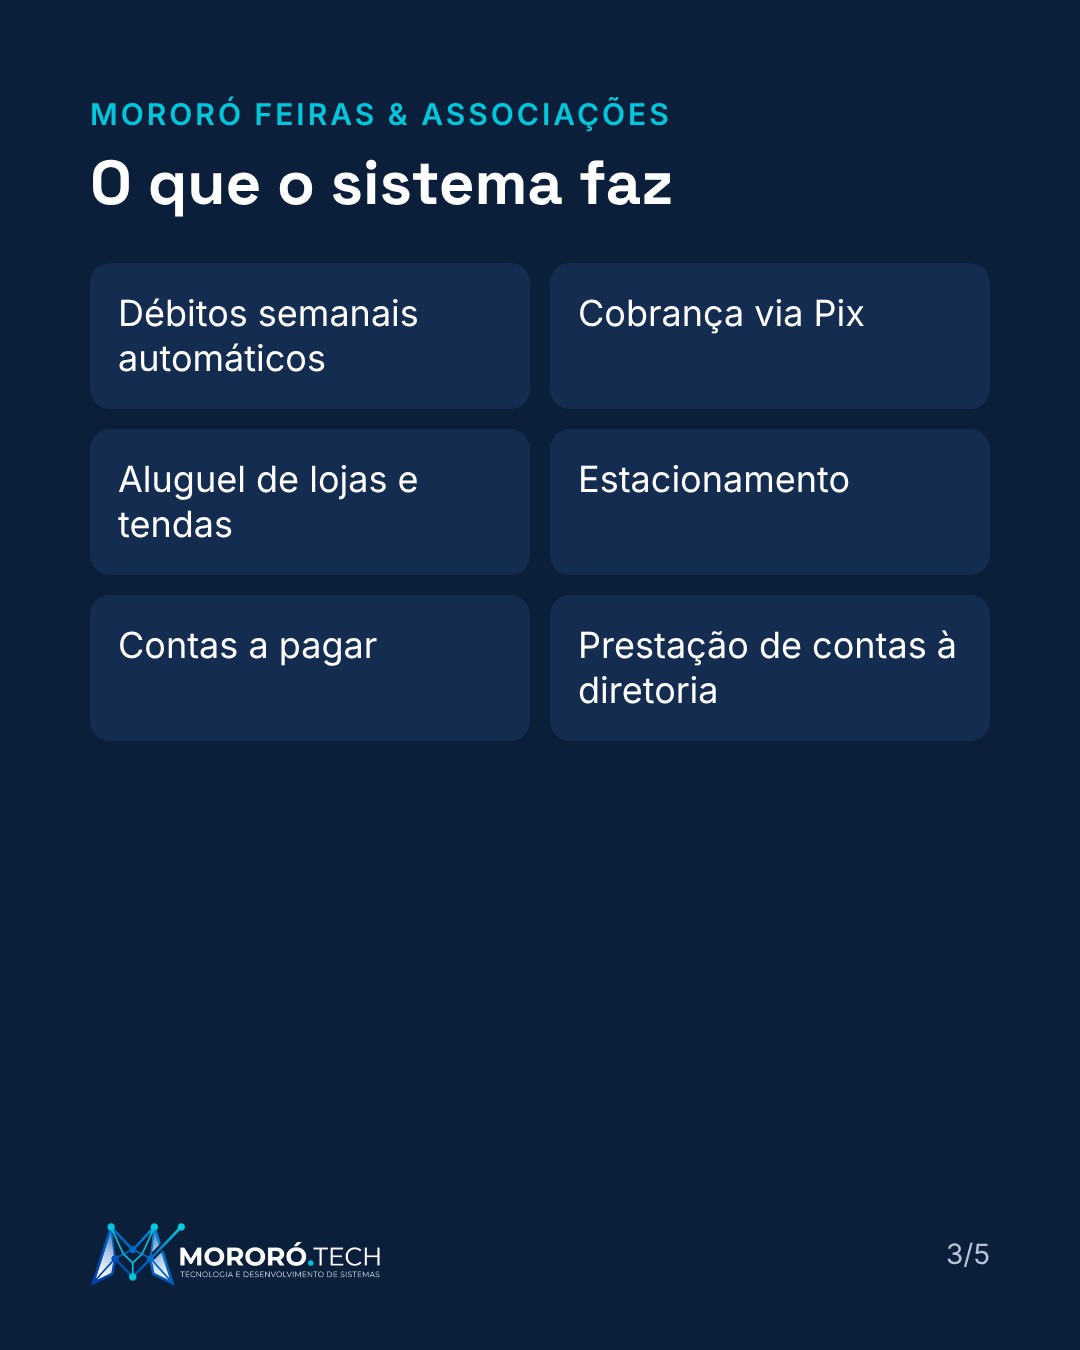 MORORÓ FEIRAS & ASSOCIAÇÕES
O que o sistema faz
Débitos semanais
automáticos
Cobrança via Pix
Aluguel de lojas e
tendas
Estacionamento
Contas a pagar
Prestação de contas à
diretoria
MORORÓ.TECH
TECNOLOGIA E DESENVOLVIMENTO DE SISTEMAS
3/5